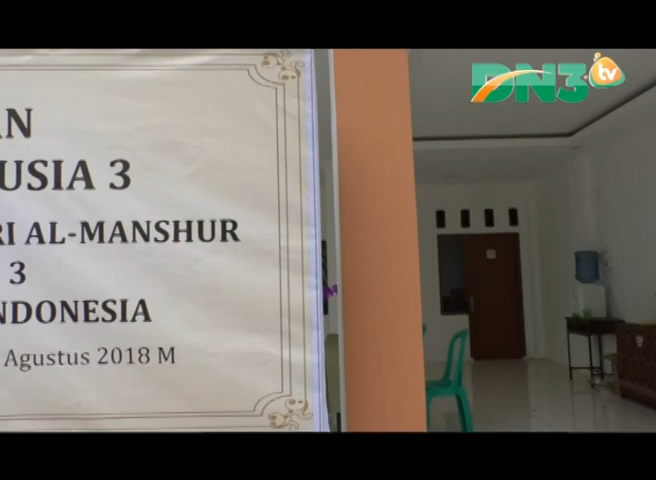 AN
USIA 3
RI AL-MANSHUR
3
NDONESIA
Agustus 2018 M
DN3 tv